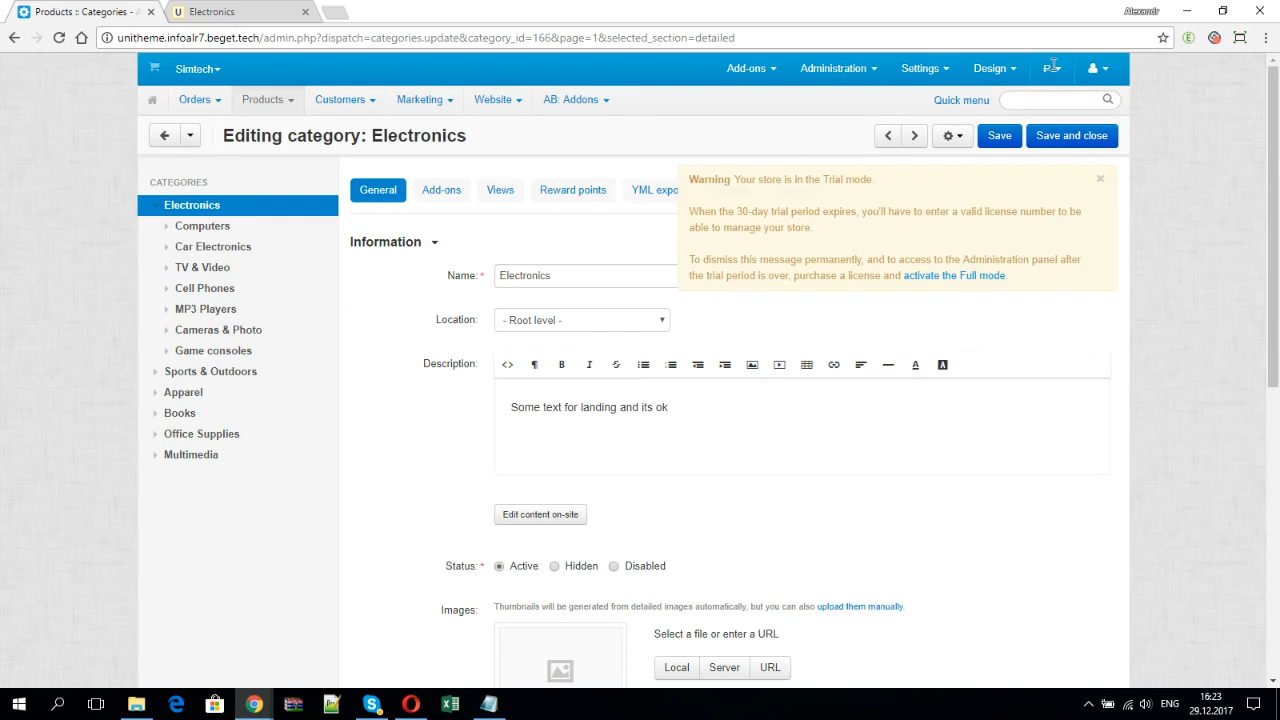 Products :: Categories - A
Electronics
Alexandr
unitheme.infoalr7.beget.tech/admin.php?dispatch=categories.update&category_id=166&page=1&selected_section=detailed
Simtech
Add-ons
Administration
Settings
Design
Orders
Products
Customers
Marketing
Website
AB: Addons
Quick menu
Editing category: Electronics
Save
Save and close
CATEGORIES
Electronics
Computers
Car Electronics
TV & Video
Cell Phones
MP3 Players
Cameras & Photo
Game consoles
Sports & Outdoors
Apparel
Books
Office Supplies
Multimedia
General
Add-ons
Views
Reward points
YML expo
Warning Your store is in the Trial mode.
When the 30-day trial period expires, you'll have to enter a valid license number to be
able to manage your store.
To dismiss this message permanently, and to access to the Administration panel after
the trial period is over, purchase a license and activate the Full mode.
Information
Name:*
Electronics
Location:
- Root level -
Description:
Some text for landing and its ok
Edit content on-site
Status:*
Active
Hidden
Disabled
Images:
Thumbnails will be generated from detailed images automatically, but you can also upload them manually.
Select a file or enter a URL
Local
Server
URL
ENG
16:23
29.12.2017